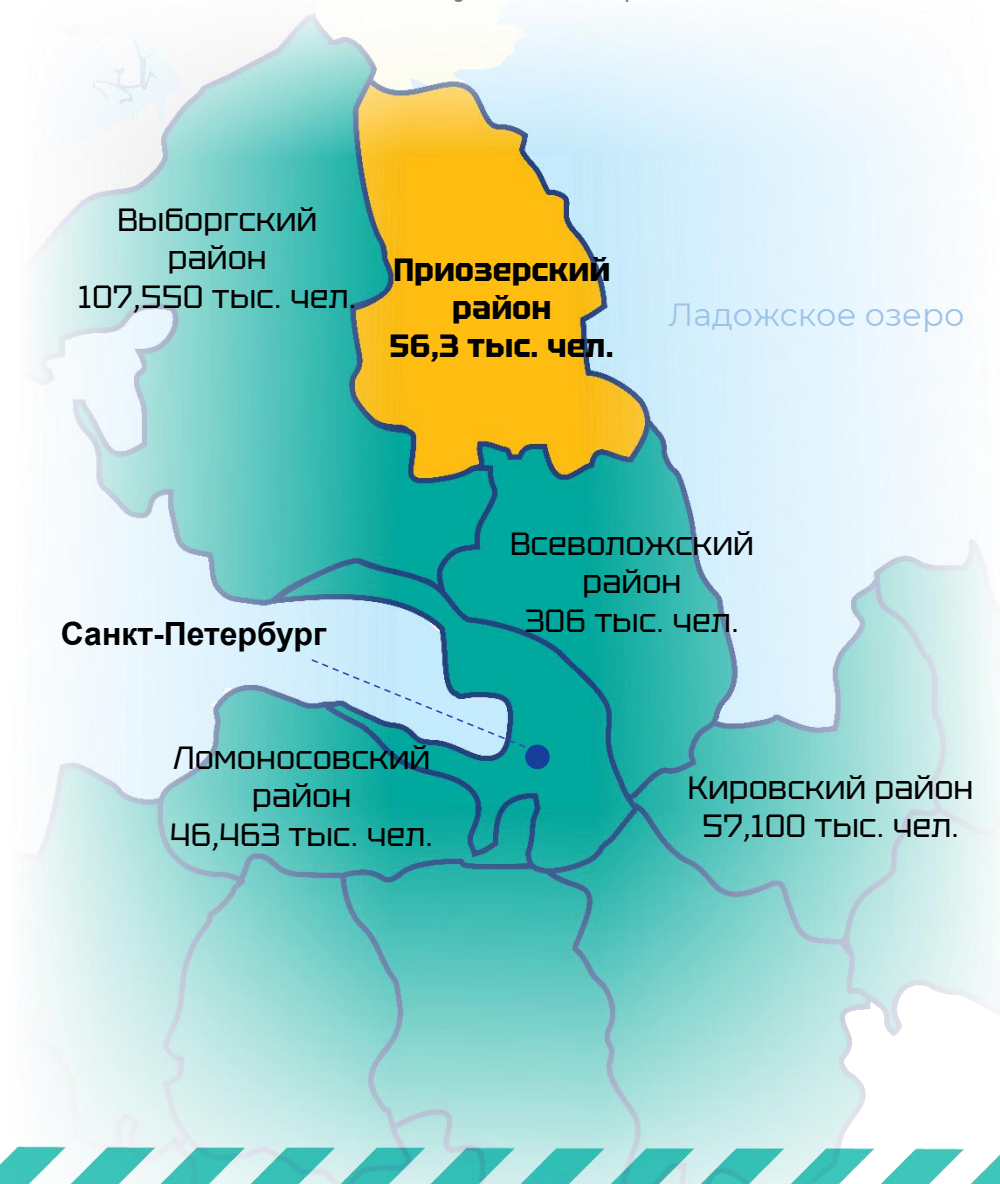 Выборгский
район
107,550 тыс. чел.
Приозерский
район
56,3 тыс. чел.
Ладожское озеро
Всеволожский
район
306 тыс. чел.
Санкт-Петербург
Ломоносовский
район
46,463 тыс. чел.
Кировский район
57,100 тыс. чел.